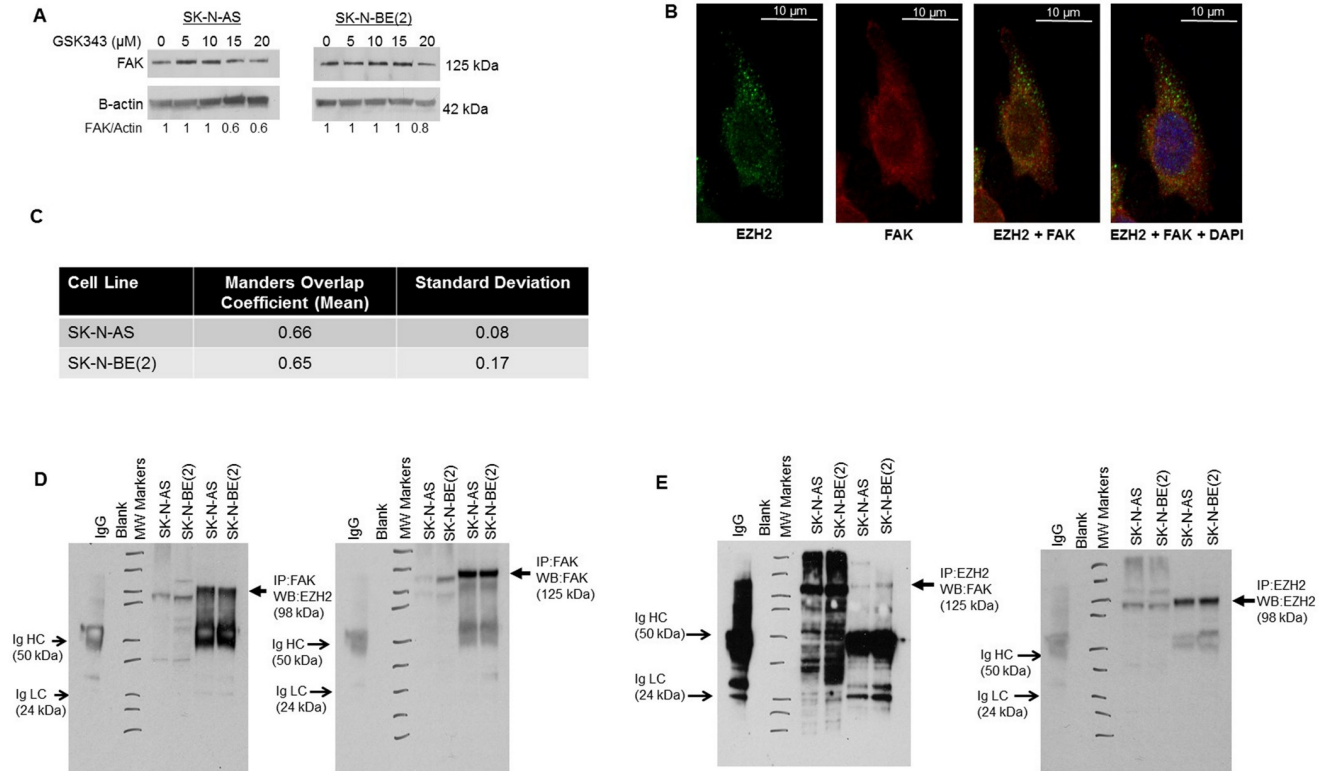 A
SK-N-AS
SK-N-BE(2)
GSK343 (µM) 0 5 10 15 20
0 5 10 15 20
FAK
125 kDa
B-actin
42 kDa
FAK/Actin 1 1 1 0.6 0.6
1 1 1 1 0.8
B
10 µm
10 µm
10 µm
10 µm
EZH2
FAK
EZH2 + FAK
EZH2 + FAK + DAPI
C
Cell Line
Manders Overlap
Coefficient (Mean)
Standard Deviation
SK-N-AS 0.66 0.08
SK-N-BE(2) 0.65 0.17
D
IgG
Blank
MW Markers
SK-N-AS
SK-N-BE(2)
SK-N-AS
SK-N-BE(2)
IP:FAK
WB:EZH2
(98 kDa)
Ig HC
(50 kDa)
Ig LC
(24 kDa)
IgG
Blank
MW Markers
SK-N-AS
SK-N-BE(2)
SK-N-AS
SK-N-BE(2)
IP:FAK
WB:FAK
(125 kDa)
Ig HC
(50 kDa)
Ig LC
(24 kDa)
E
IgG
Blank
MW Markers
SK-N-AS
SK-N-BE(2)
SK-N-AS
SK-N-BE(2)
IP:EZH2
WB:FAK
(125 kDa)
Ig HC
(50 kDa)
Ig LC
(24 kDa)
IgG
Blank
MW Markers
SK-N-AS
SK-N-BE(2)
SK-N-AS
SK-N-BE(2)
IP:EZH2
WB:EZH2
(98 kDa)
Ig HC
(50 kDa)
Ig LC
(24 kDa)